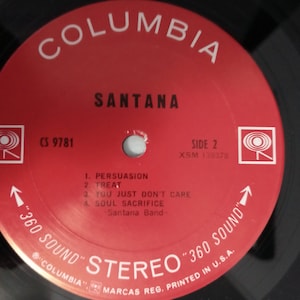 COLUMBIA
SANTANA
CS 9781
SIDE 2
XSM
1. PERSUASION
2. TREAT
3. YOU JUST DON'T CARE
4. SOUL SACRIFICE
Santana Band
"360 SOUND" STEREO "360 SOUND"
®"COLUMBIA", MARCAS REG. PRINTED IN U.S.A.